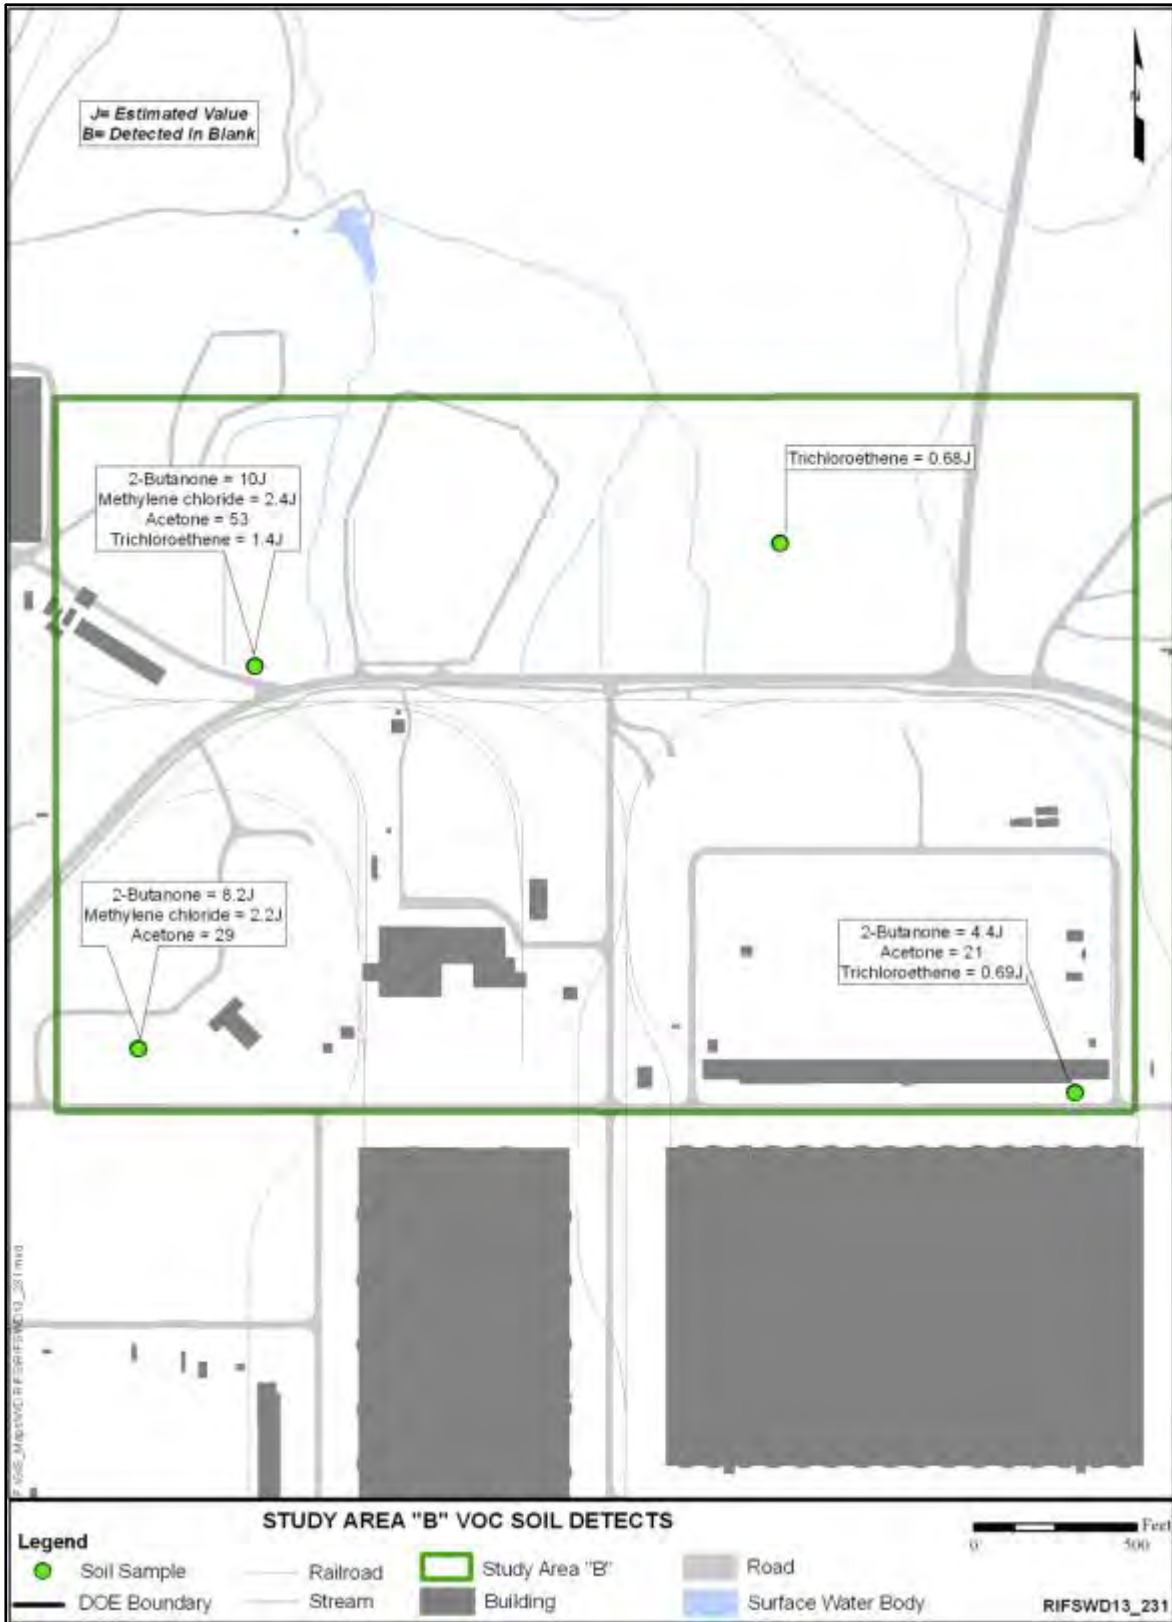 J= Estimated Value
B= Detected In Blank
N
Trichloroethene = 0.68J
2-Butanone = 10J
Methylene chloride = 2.4J
Acetone = 53
Trichloroethene = 1.4J
2-Butanone = 8.2J
Methylene chloride = 2.2J
Acetone = 29
2-Butanone = 4.4J
Acetone = 21
Trichloroethene = 0.69J
STUDY AREA "B" VOC SOIL DETECTS
Legend
Soil Sample
DOE Boundary
Railroad
Stream
Study Area "B"
Building
Road
Surface Water Body
Feet
0 500
RIFSWD13_231